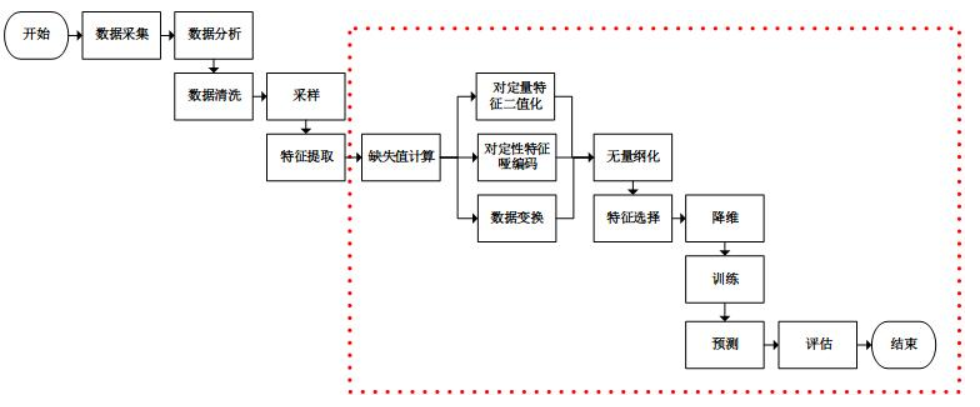 开始
数据采集
数据分析
数据清洗
采样
特征提取
缺失值计算
对定量特
征二值化
对定性特征
哑编码
数据变换
无量纲化
特征选择
降维
训练
预测
评估
结束